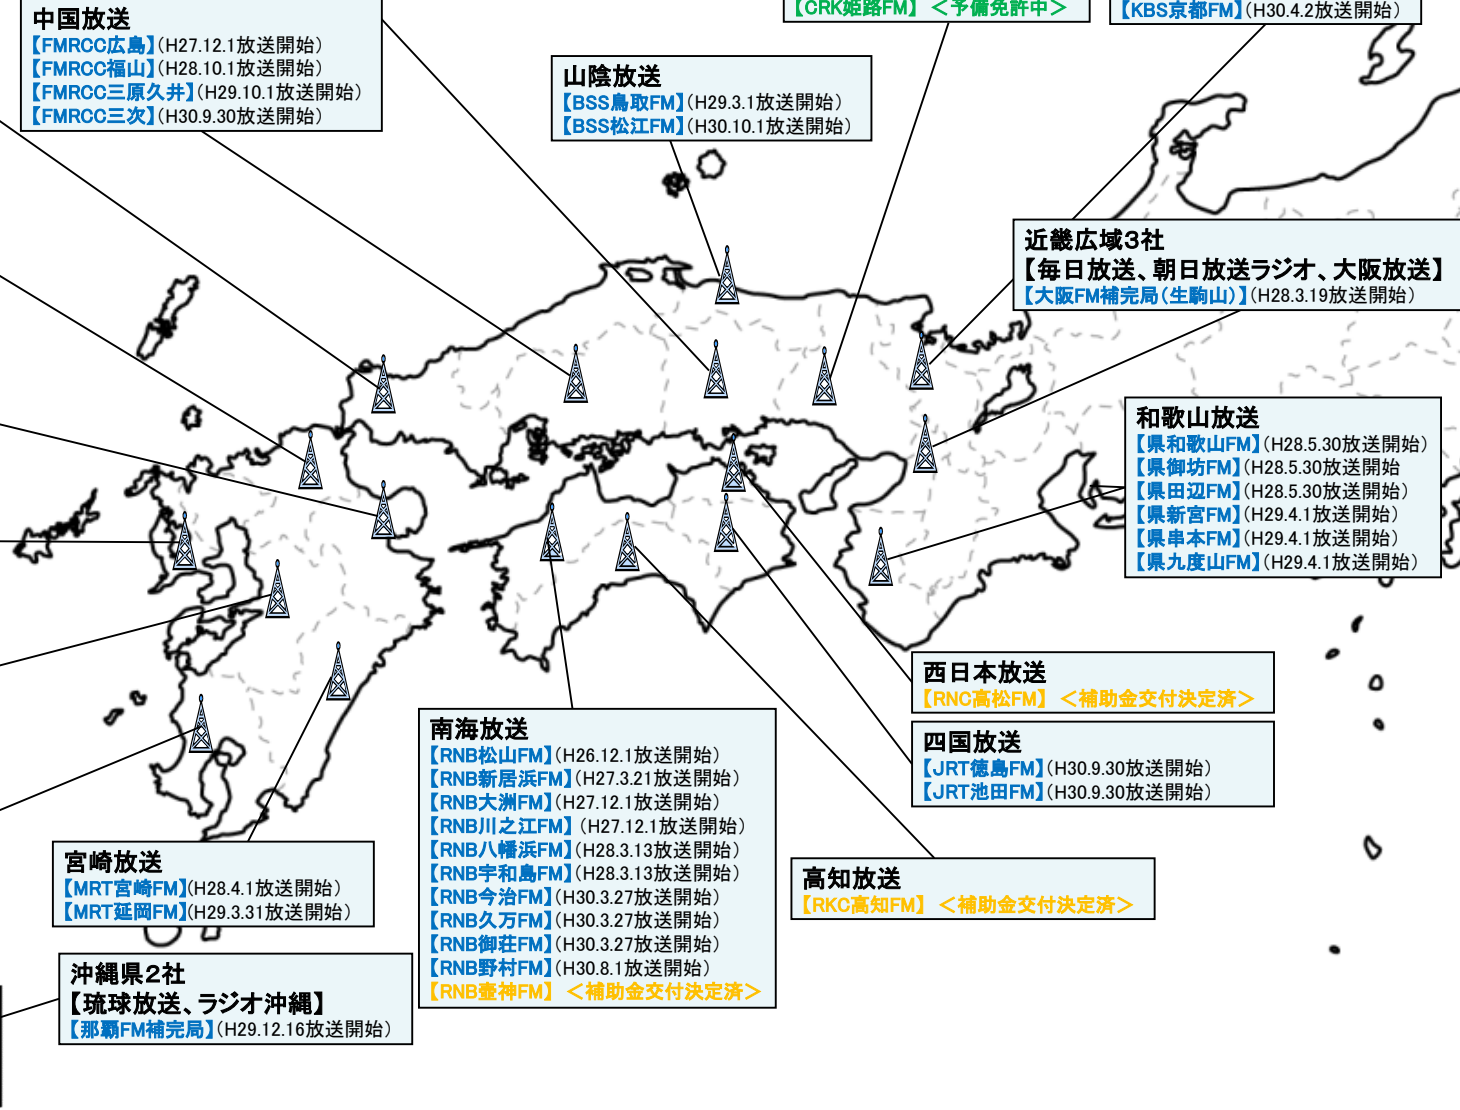 中国放送
【FMRCC広島】(H27.12.1放送開始)
【FMRCC福山】(H28.10.1放送開始)
【FMRCC三原久井】(H29.10.1放送開始)
【FMRCC三次】(H30.9.30放送開始)
【CRK姫路FM】 ＜予備免許中＞
【KBS京都FM】(H30.4.2放送開始)
山陰放送
【BSS鳥取FM】(H29.3.1放送開始)
【BSS松江FM】(H30.10.1放送開始)
近畿広域3社
【毎日放送、朝日放送ラジオ、大阪放送】
【大阪FM補完局(生駒山)】(H28.3.19放送開始)
和歌山放送
【県和歌山FM】(H28.5.30放送開始)
【県御坊FM】(H28.5.30放送開始
【県田辺FM】(H28.5.30放送開始)
【県新宮FM】(H29.4.1放送開始)
【県串本FM】(H29.4.1放送開始)
【県九度山FM】(H29.4.1放送開始)
西日本放送
【RNC高松FM】 ＜補助金交付決定済＞
四国放送
【JRT徳島FM】(H30.9.30放送開始)
【JRT池田FM】(H30.9.30放送開始)
南海放送
【RNB松山FM】(H26.12.1放送開始)
【RNB新居浜FM】(H27.3.21放送開始)
【RNB大洲FM】(H27.12.1放送開始)
【RNB川之江FM】 (H27.12.1放送開始)
【RNB八幡浜FM】(H28.3.13放送開始)
【RNB宇和島FM】(H28.3.13放送開始)
【RNB今治FM】(H30.3.27放送開始)
【RNB久万FM】(H30.3.27放送開始)
【RNB御荘FM】(H30.3.27放送開始)
【RNB野村FM】(H30.8.1放送開始)
【RNB壷神FM】 ＜補助金交付決定済＞
高知放送
【RKC高知FM】 ＜補助金交付決定済＞
宮崎放送
【MRT宮崎FM】(H28.4.1放送開始)
【MRT延岡FM】(H29.3.31放送開始)
沖縄県2社
【琉球放送、ラジオ沖縄】
【那覇FM補完局】(H29.12.16放送開始)